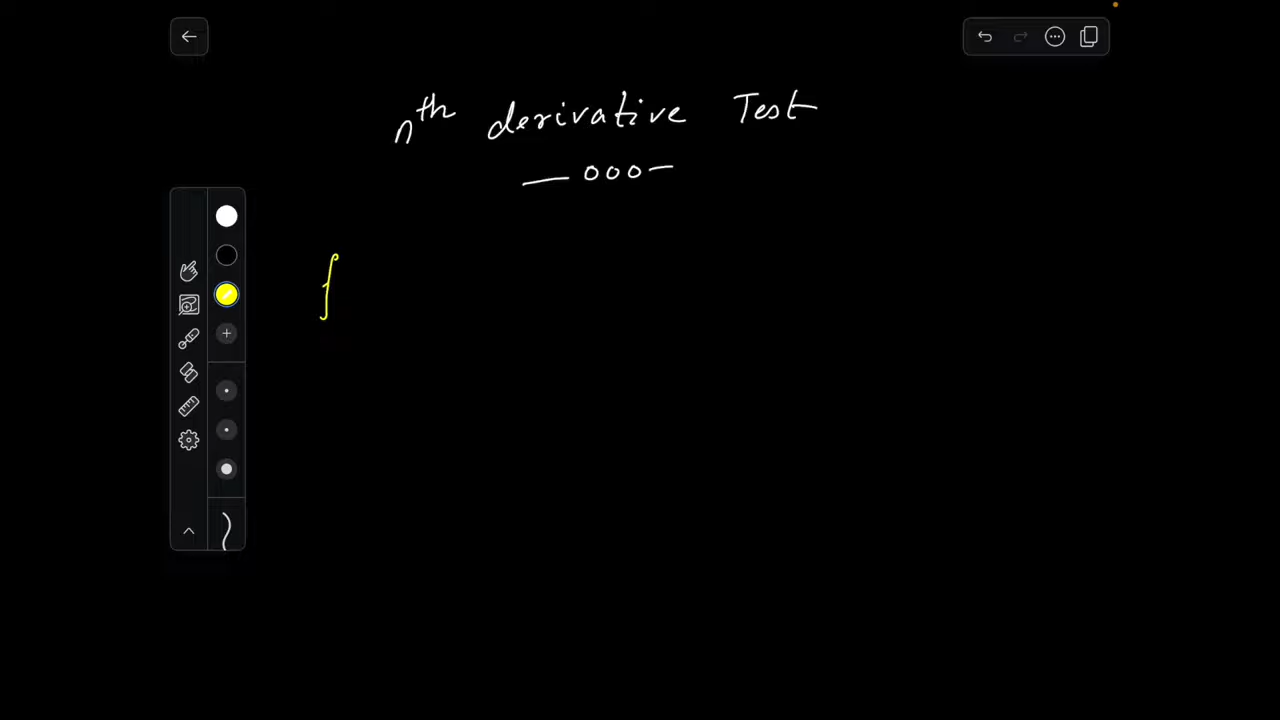 nth derivative Test
— ooo —
f